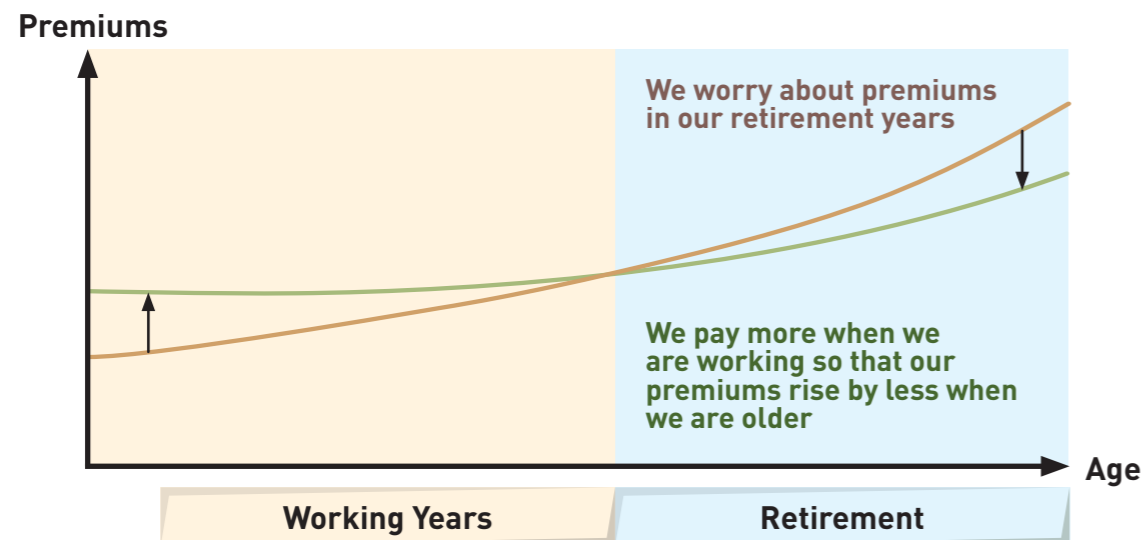 Premiums
We worry about premiums
in our retirement years
We pay more when we
are working so that our
premiums rise by less when
we are older
Age
Working Years
Retirement